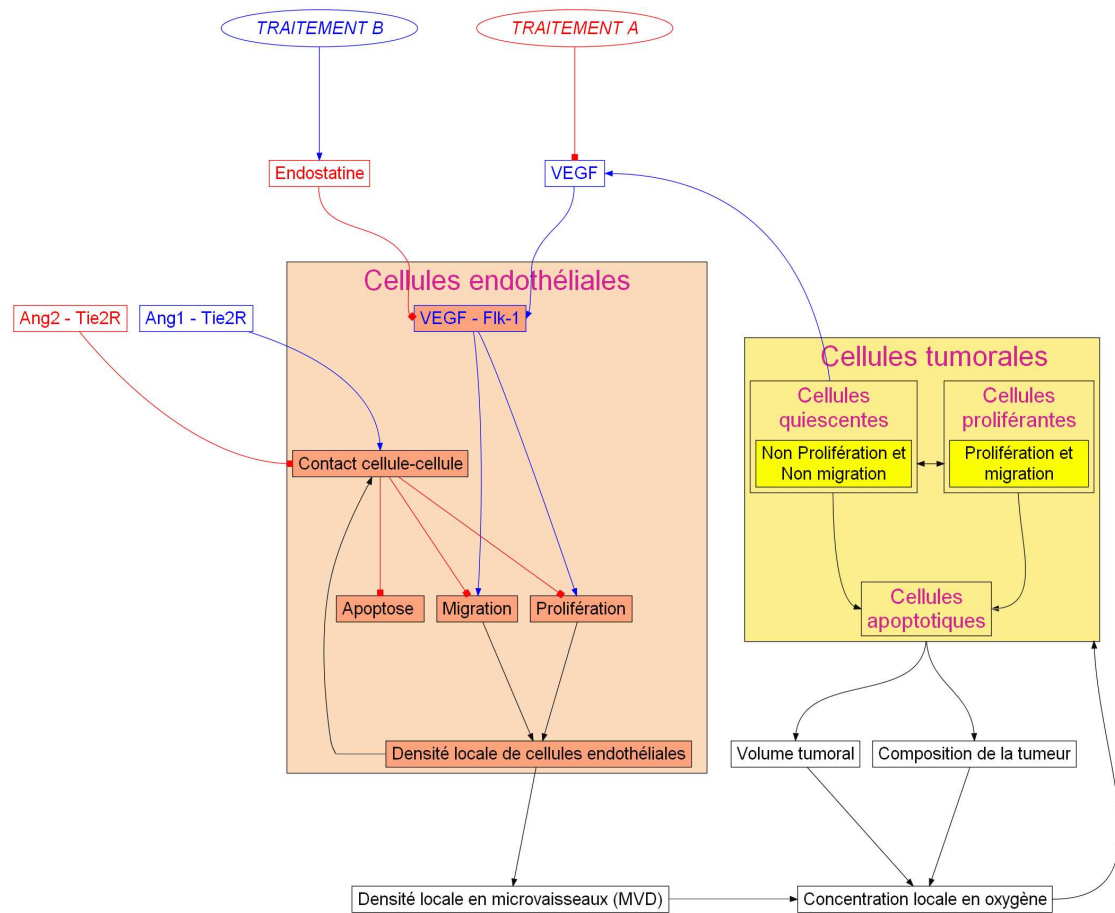 TRAITEMENT B
TRAITEMENT A
Endostatine
VEGF
Cellules endothéliales
Ang2 - Tie2R
Ang1 - Tie2R
VEGF - Flk-1
Cellules tumorales
Cellules
quiescentes
Cellules
proliférantes
Non Prolifération et
Non migration
Prolifération et
migration
Contact cellule-cellule
Apoptose
Migration
Prolifération
Cellules
apoptotiques
Densité locale de cellules endothéliales
Volume tumoral
Composition de la tumeur
Densité locale en microvaisseaux (MVD)
Concentration locale en oxygène